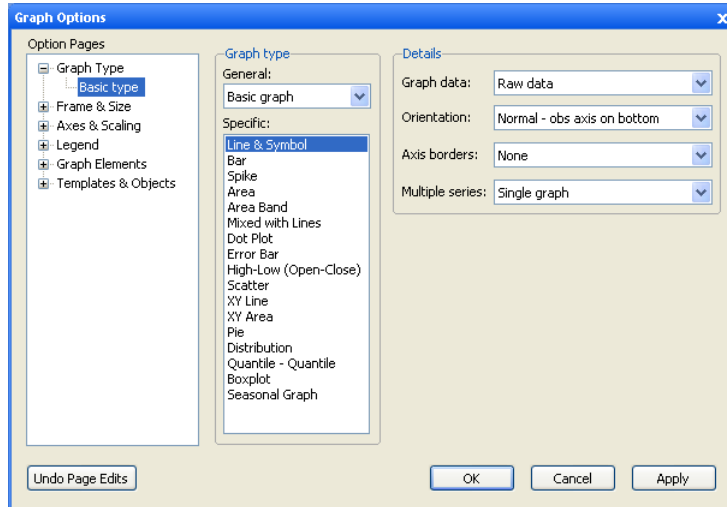 Graph Options
x
Option Pages
Graph Type
Basic type
Frame & Size
Axes & Scaling
Legend
Graph Elements
Templates & Objects
Graph type
General:
Basic graph
Specific:
Line & Symbol
Bar
Spike
Area
Area Band
Mixed with Lines
Dot Plot
Error Bar
High-Low (Open-Close)
Scatter
XY Line
XY Area
Pie
Distribution
Quantile - Quantile
Boxplot
Seasonal Graph
Details
Graph data: Raw data
Orientation: Normal - obs axis on bottom
Axis borders: None
Multiple series: Single graph
Undo Page Edits
OK
Cancel
Apply